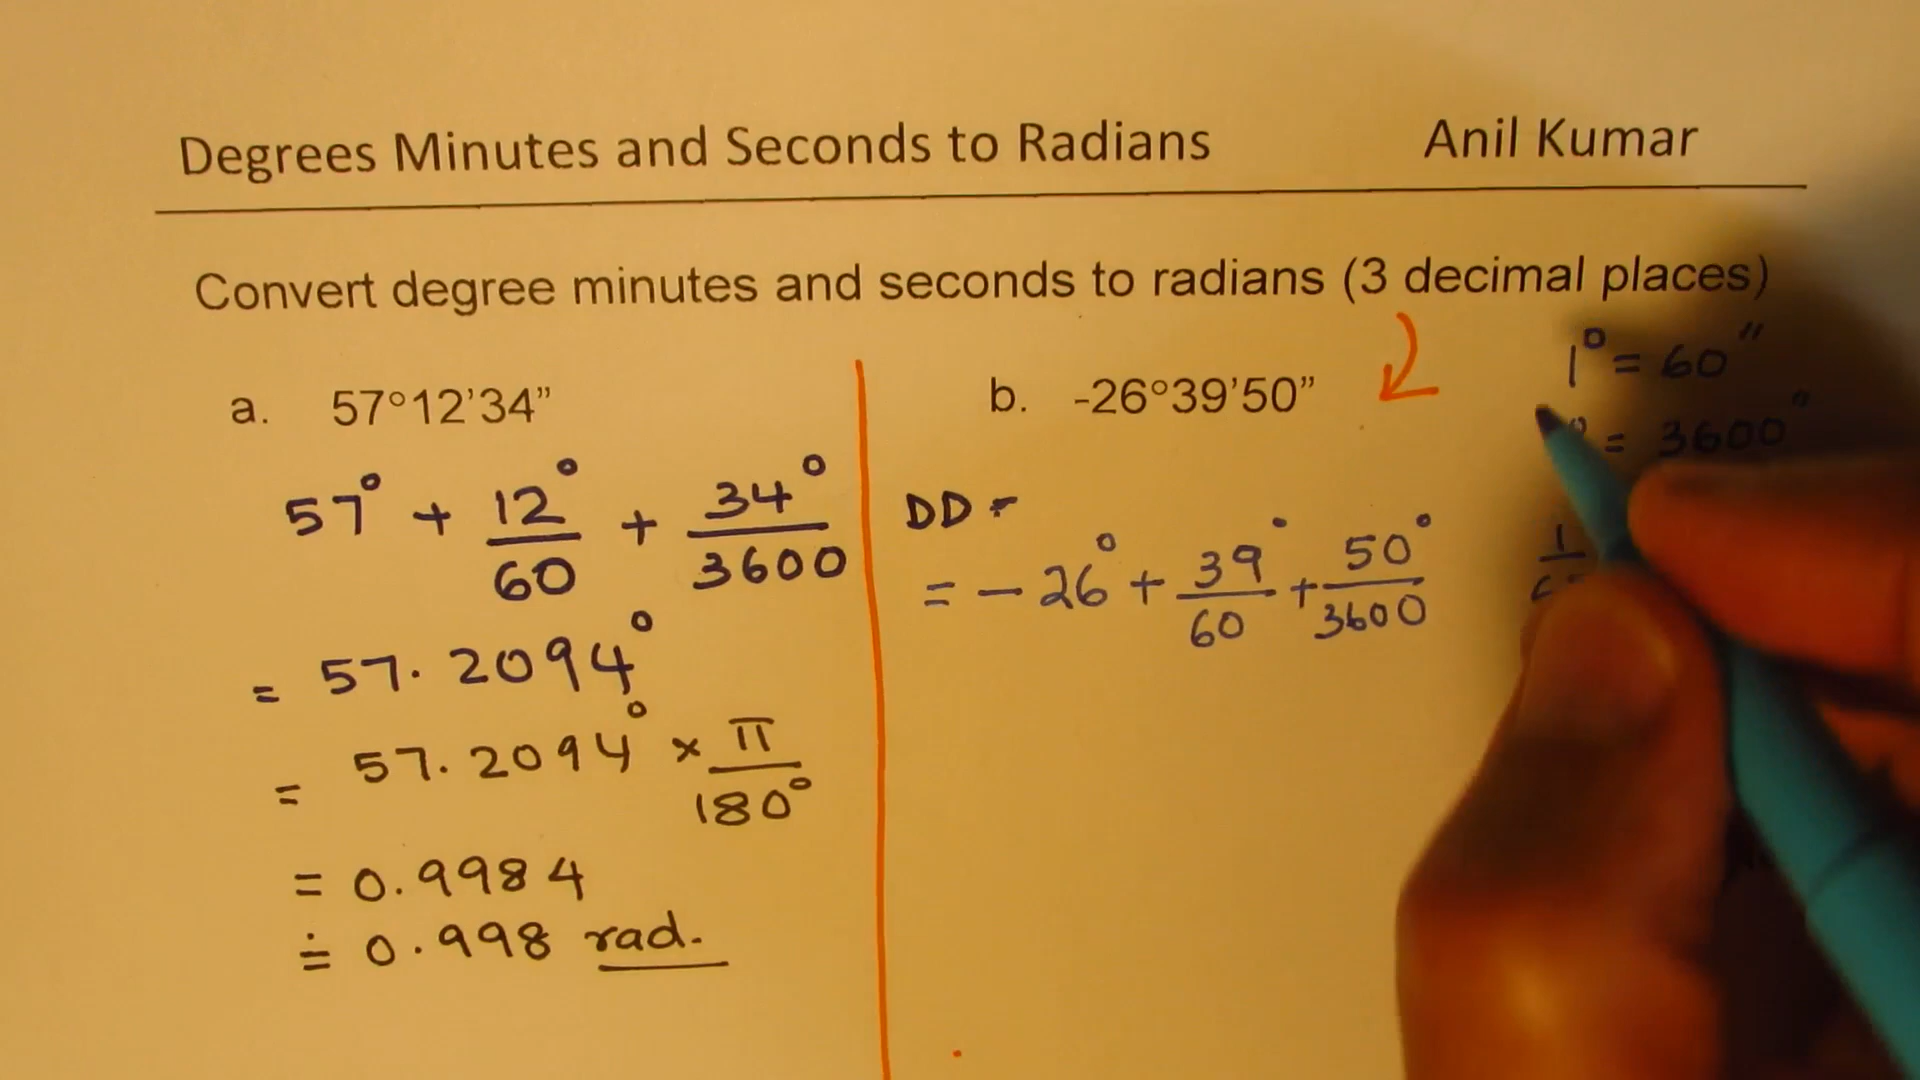 Degrees Minutes and Seconds to Radians Anil Kumar
Convert degree minutes and seconds to radians (3 decimal places)
a. 57°12'34”
57° + 12°/60 + 34°/3600
= 57.2094°
= 57.2094° × π/180°
= 0.9984
≐ 0.998 rad.
b. -26°39'50”
DD =
= - 26° + 39°/60 + 50°/3600
1° = 60"
° = 3600"
1